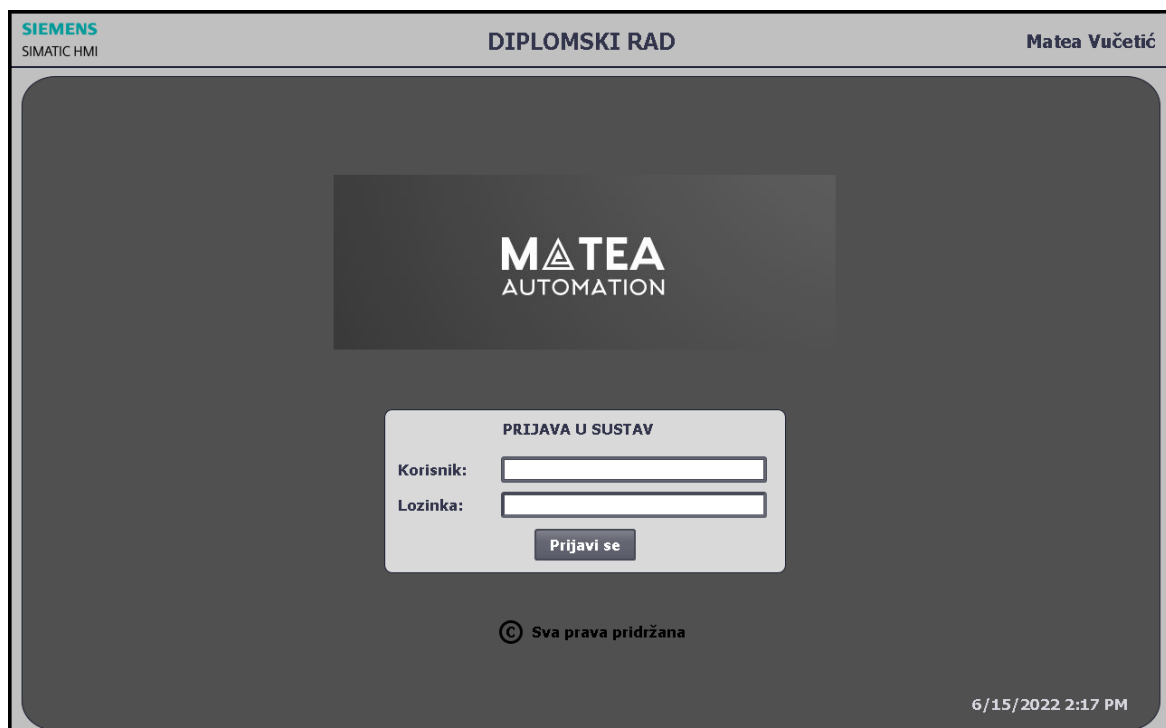 SIEMENS
SIMATIC HMI
DIPLOMSKI RAD
Matea Vučetić
MATEA
AUTOMATION
PRIJAVA U SUSTAV
Korisnik:
Lozinka:
Prijavi se
© Sva prava pridržana
6/15/2022 2:17 PM